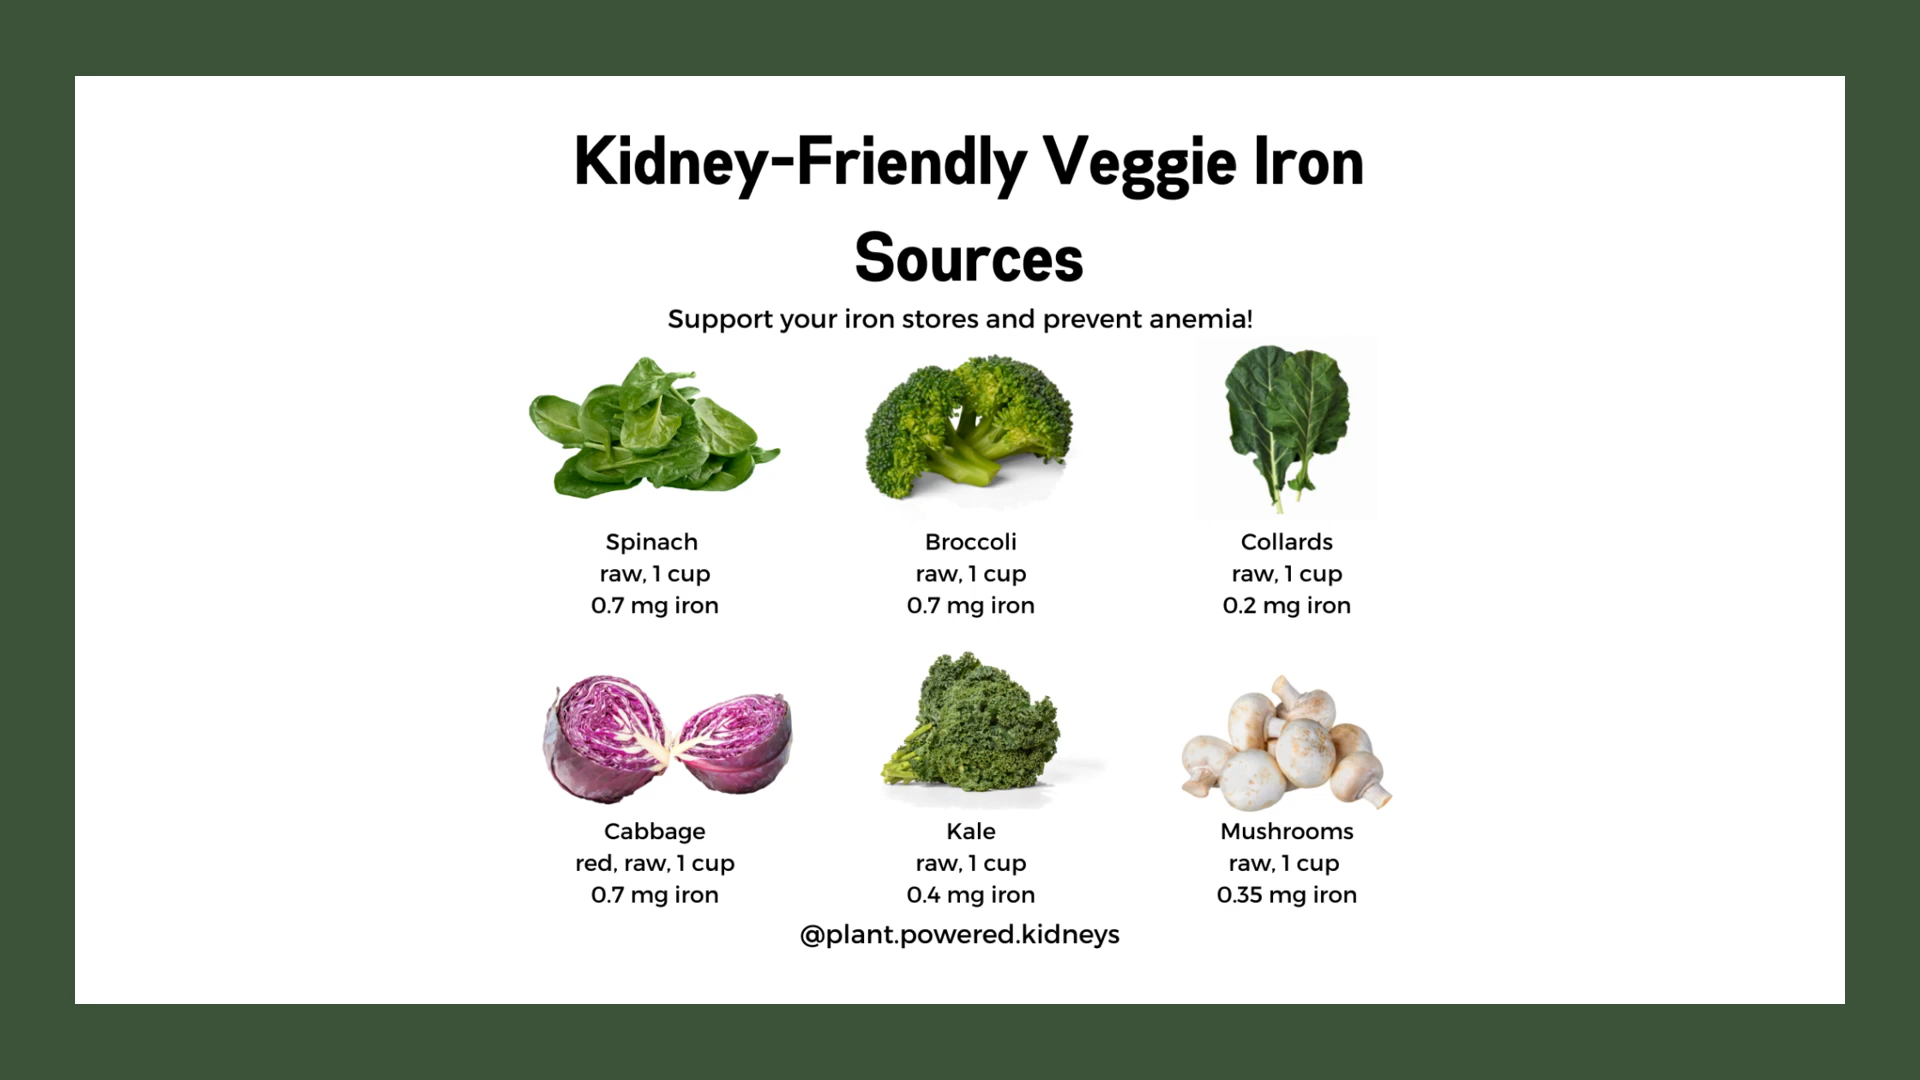 Kidney-Friendly Veggie Iron
Sources
Support your iron stores and prevent anemia!
Spinach
raw, 1 cup
0.7 mg iron
Broccoli
raw, 1 cup
0.7 mg iron
Collards
raw, 1 cup
0.2 mg iron
Cabbage
red, raw, 1 cup
0.7 mg iron
Kale
raw, 1 cup
0.4 mg iron
Mushrooms
raw, 1 cup
0.35 mg iron
@plant.powered.kidneys